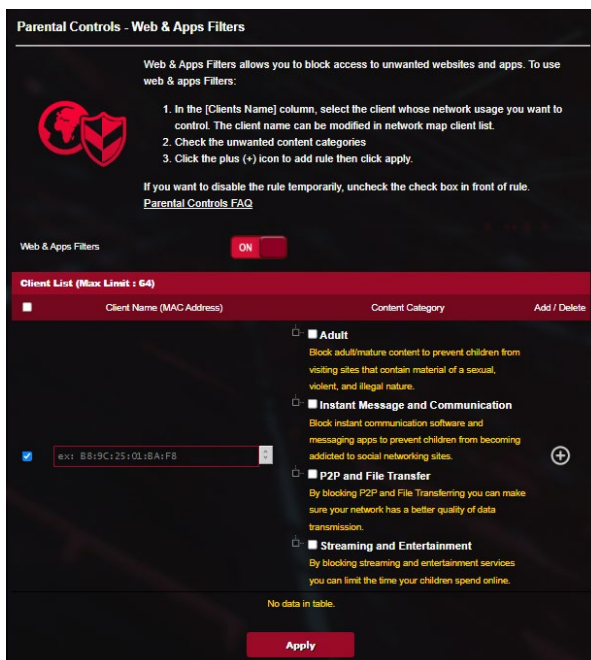 Parental Controls - Web & Apps Filters
Web & Apps Filters allows you to block access to unwanted websites and apps. To use
web & apps Filters:
1. In the [Clients Name] column, select the client whose network usage you want to
control. The client name can be modified in network map client list.
2. Check the unwanted content categories
3. Click the plus (+) icon to add rule then click apply.
If you want to disable the rule temporarily, uncheck the check box in front of rule.
Parental Controls FAQ
Web & Apps Filters ON
Client List (Max Limit : 64)
Client Name (MAC Address) Content Category Add / Delete
Adult
Block adult/mature content to prevent children from
visiting sites that contain material of a sexual,
violent, and illegal nature.
Instant Message and Communication
Block instant communication software and
messaging apps to prevent children from becoming
addicted to social networking sites.
ex: B8:9C:25:01:BA:F8
P2P and File Transfer
By blocking P2P and File Transferring you can make
sure your network has a better quality of data
transmission.
Streaming and Entertainment
By blocking streaming and entertainment services
you can limit the time your children spend online.
No data in table.
Apply